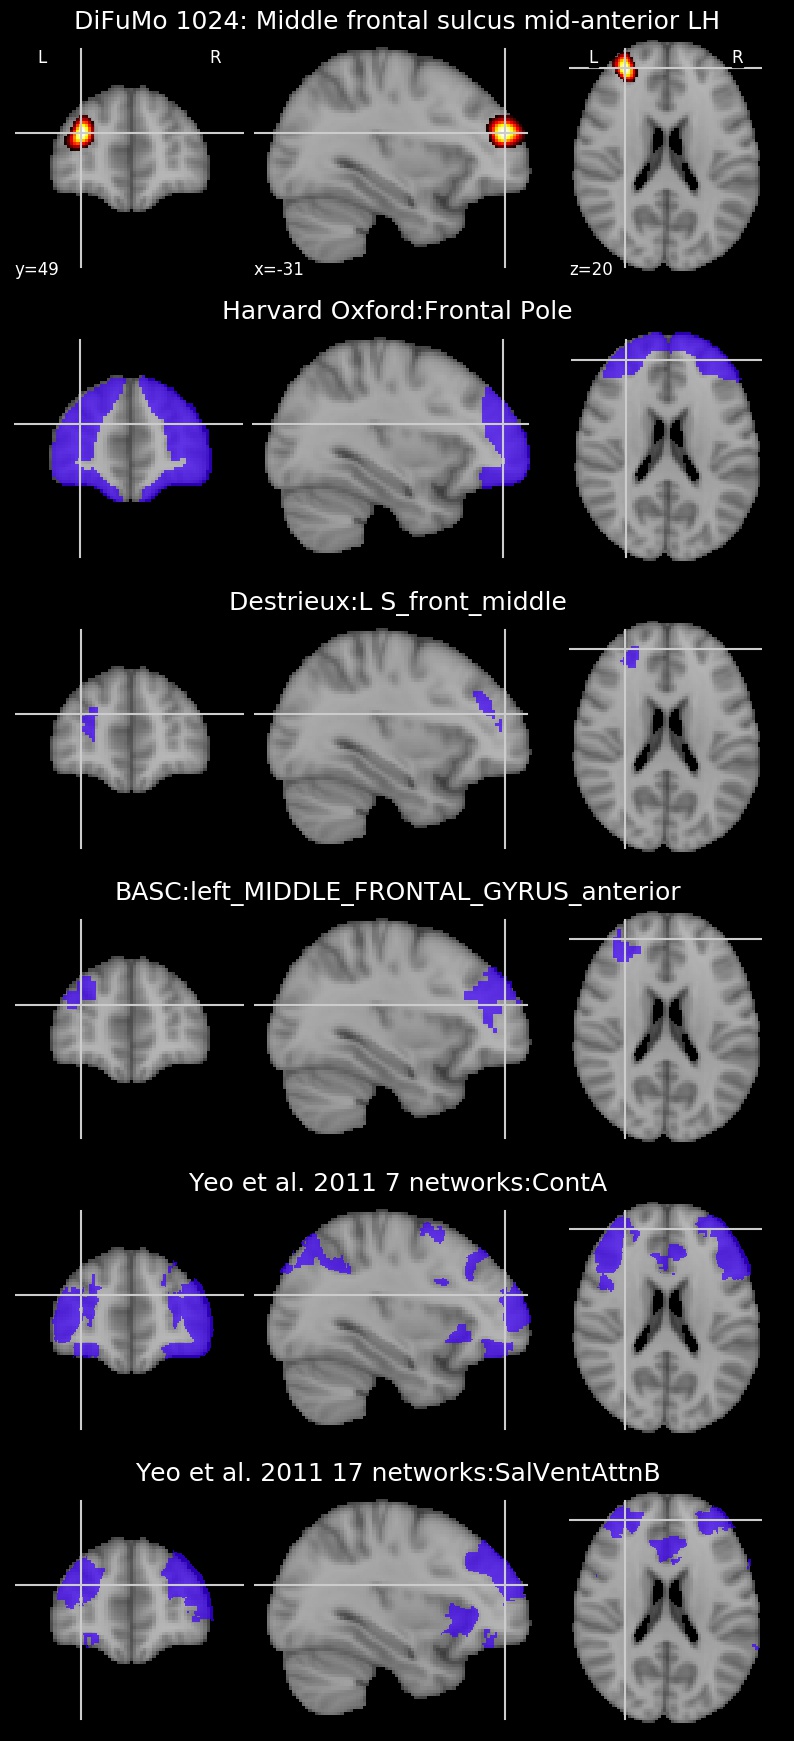 DiFuMo 1024: Middle frontal sulcus mid-anterior LH
L R L R
y=49 x=-31 z=20
Harvard Oxford:Frontal Pole
Destrieux:L S_front_middle
BASC:left_MIDDLE_FRONTAL_GYRUS_anterior
Yeo et al. 2011 7 networks:ContA
Yeo et al. 2011 17 networks:SalVentAttnB